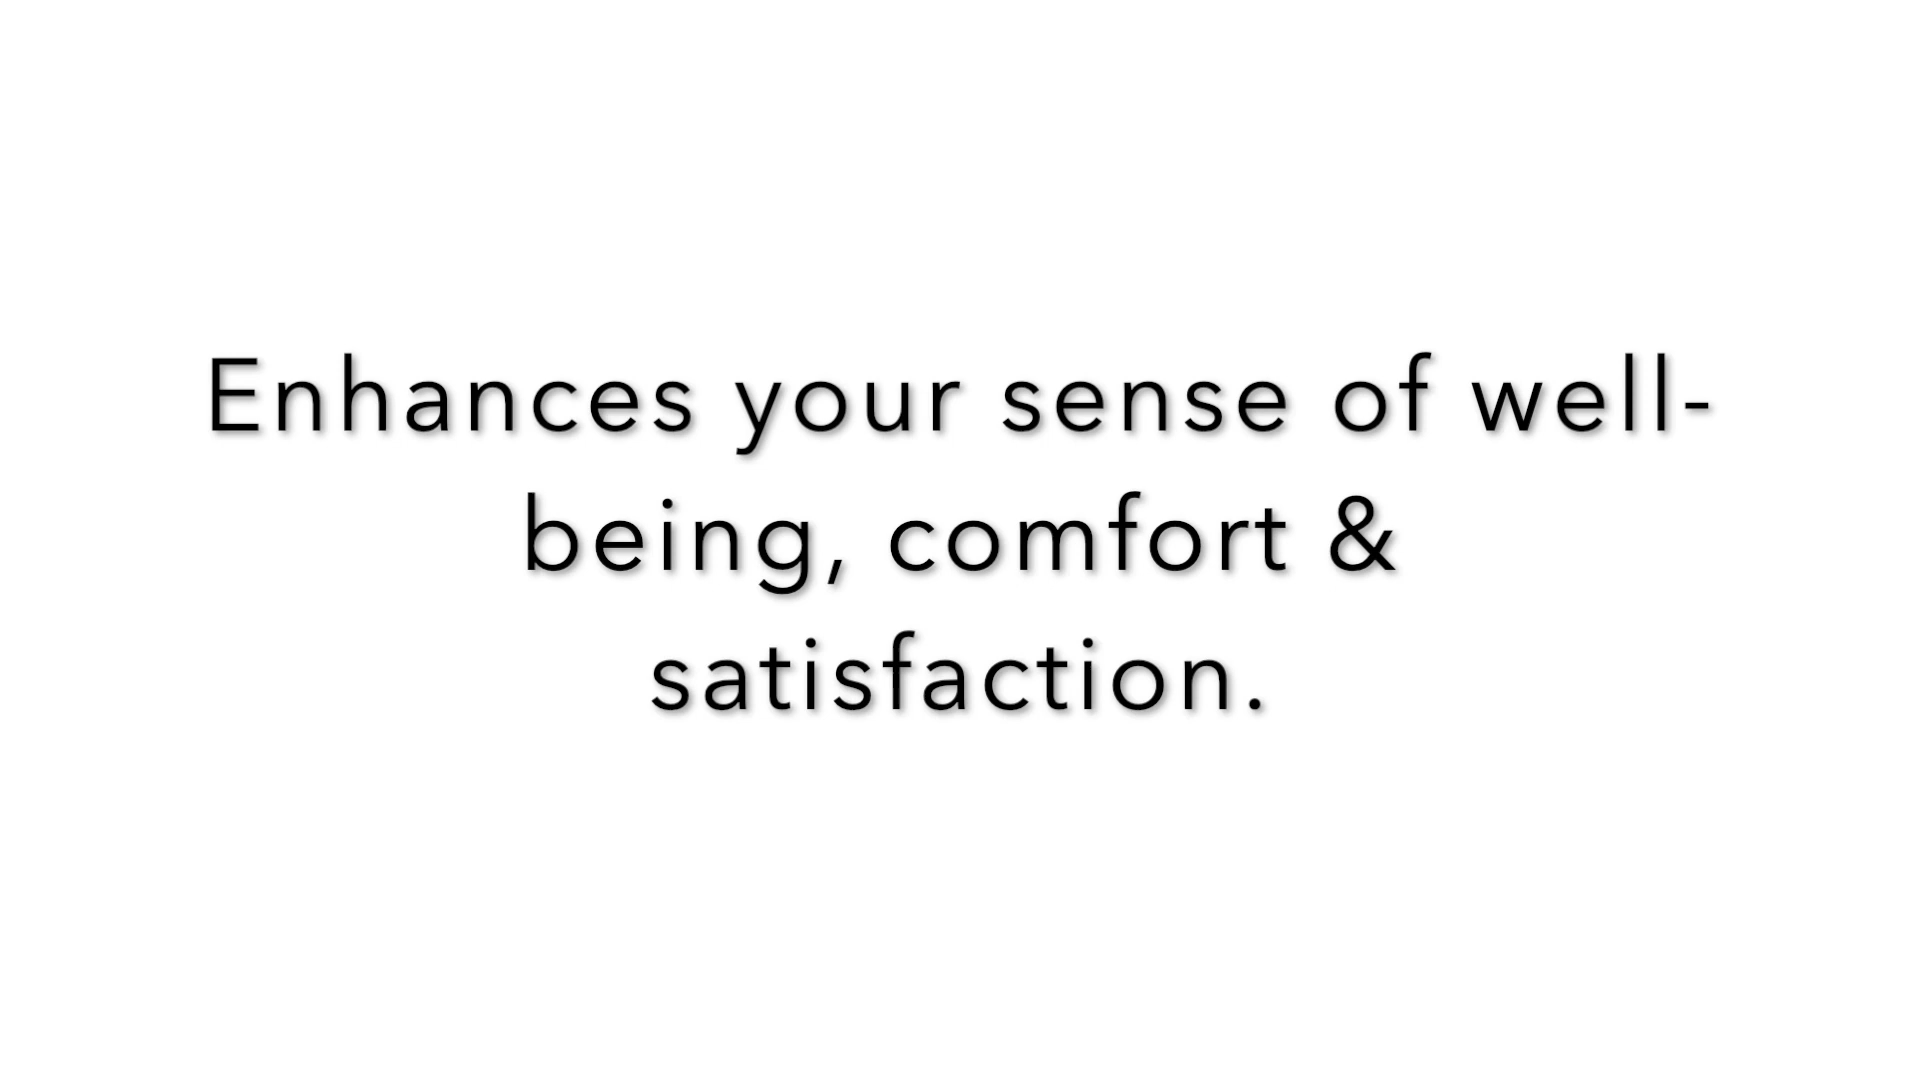 Enhances your sense of well-
being, comfort &
satisfaction.